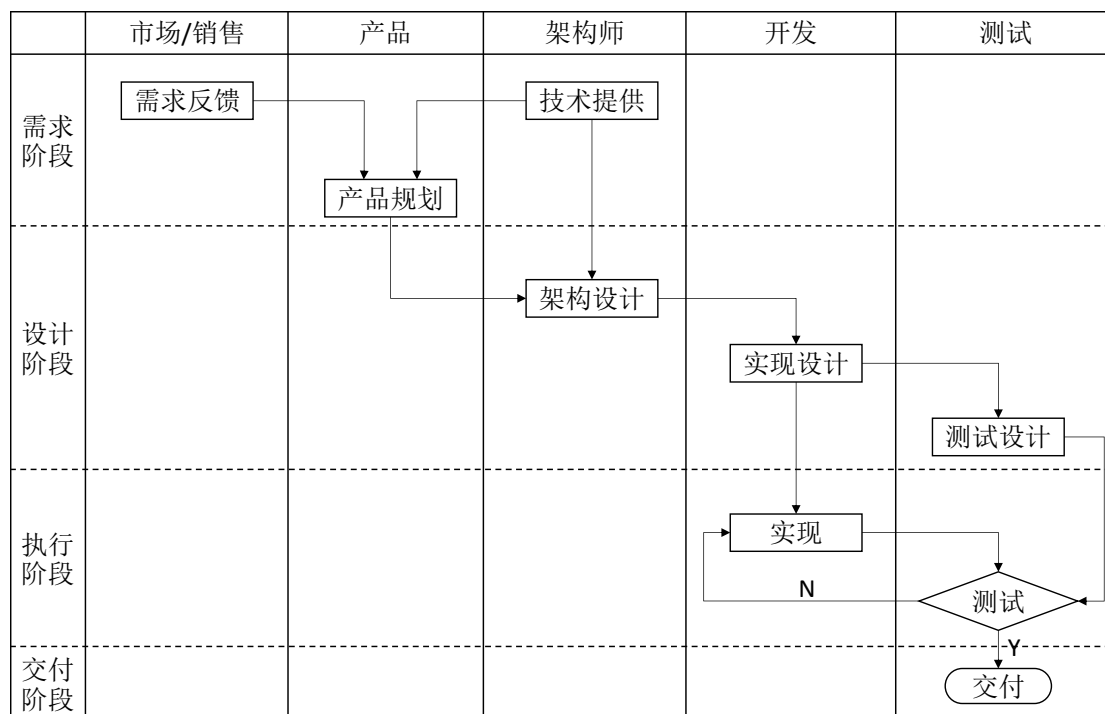 市场/销售
产品
架构师
开发
测试
需求
阶段
需求反馈
技术提供
产品规划
设计
阶段
架构设计
实现设计
测试设计
执行
阶段
实现
N
测试
Y
交付
阶段
交付